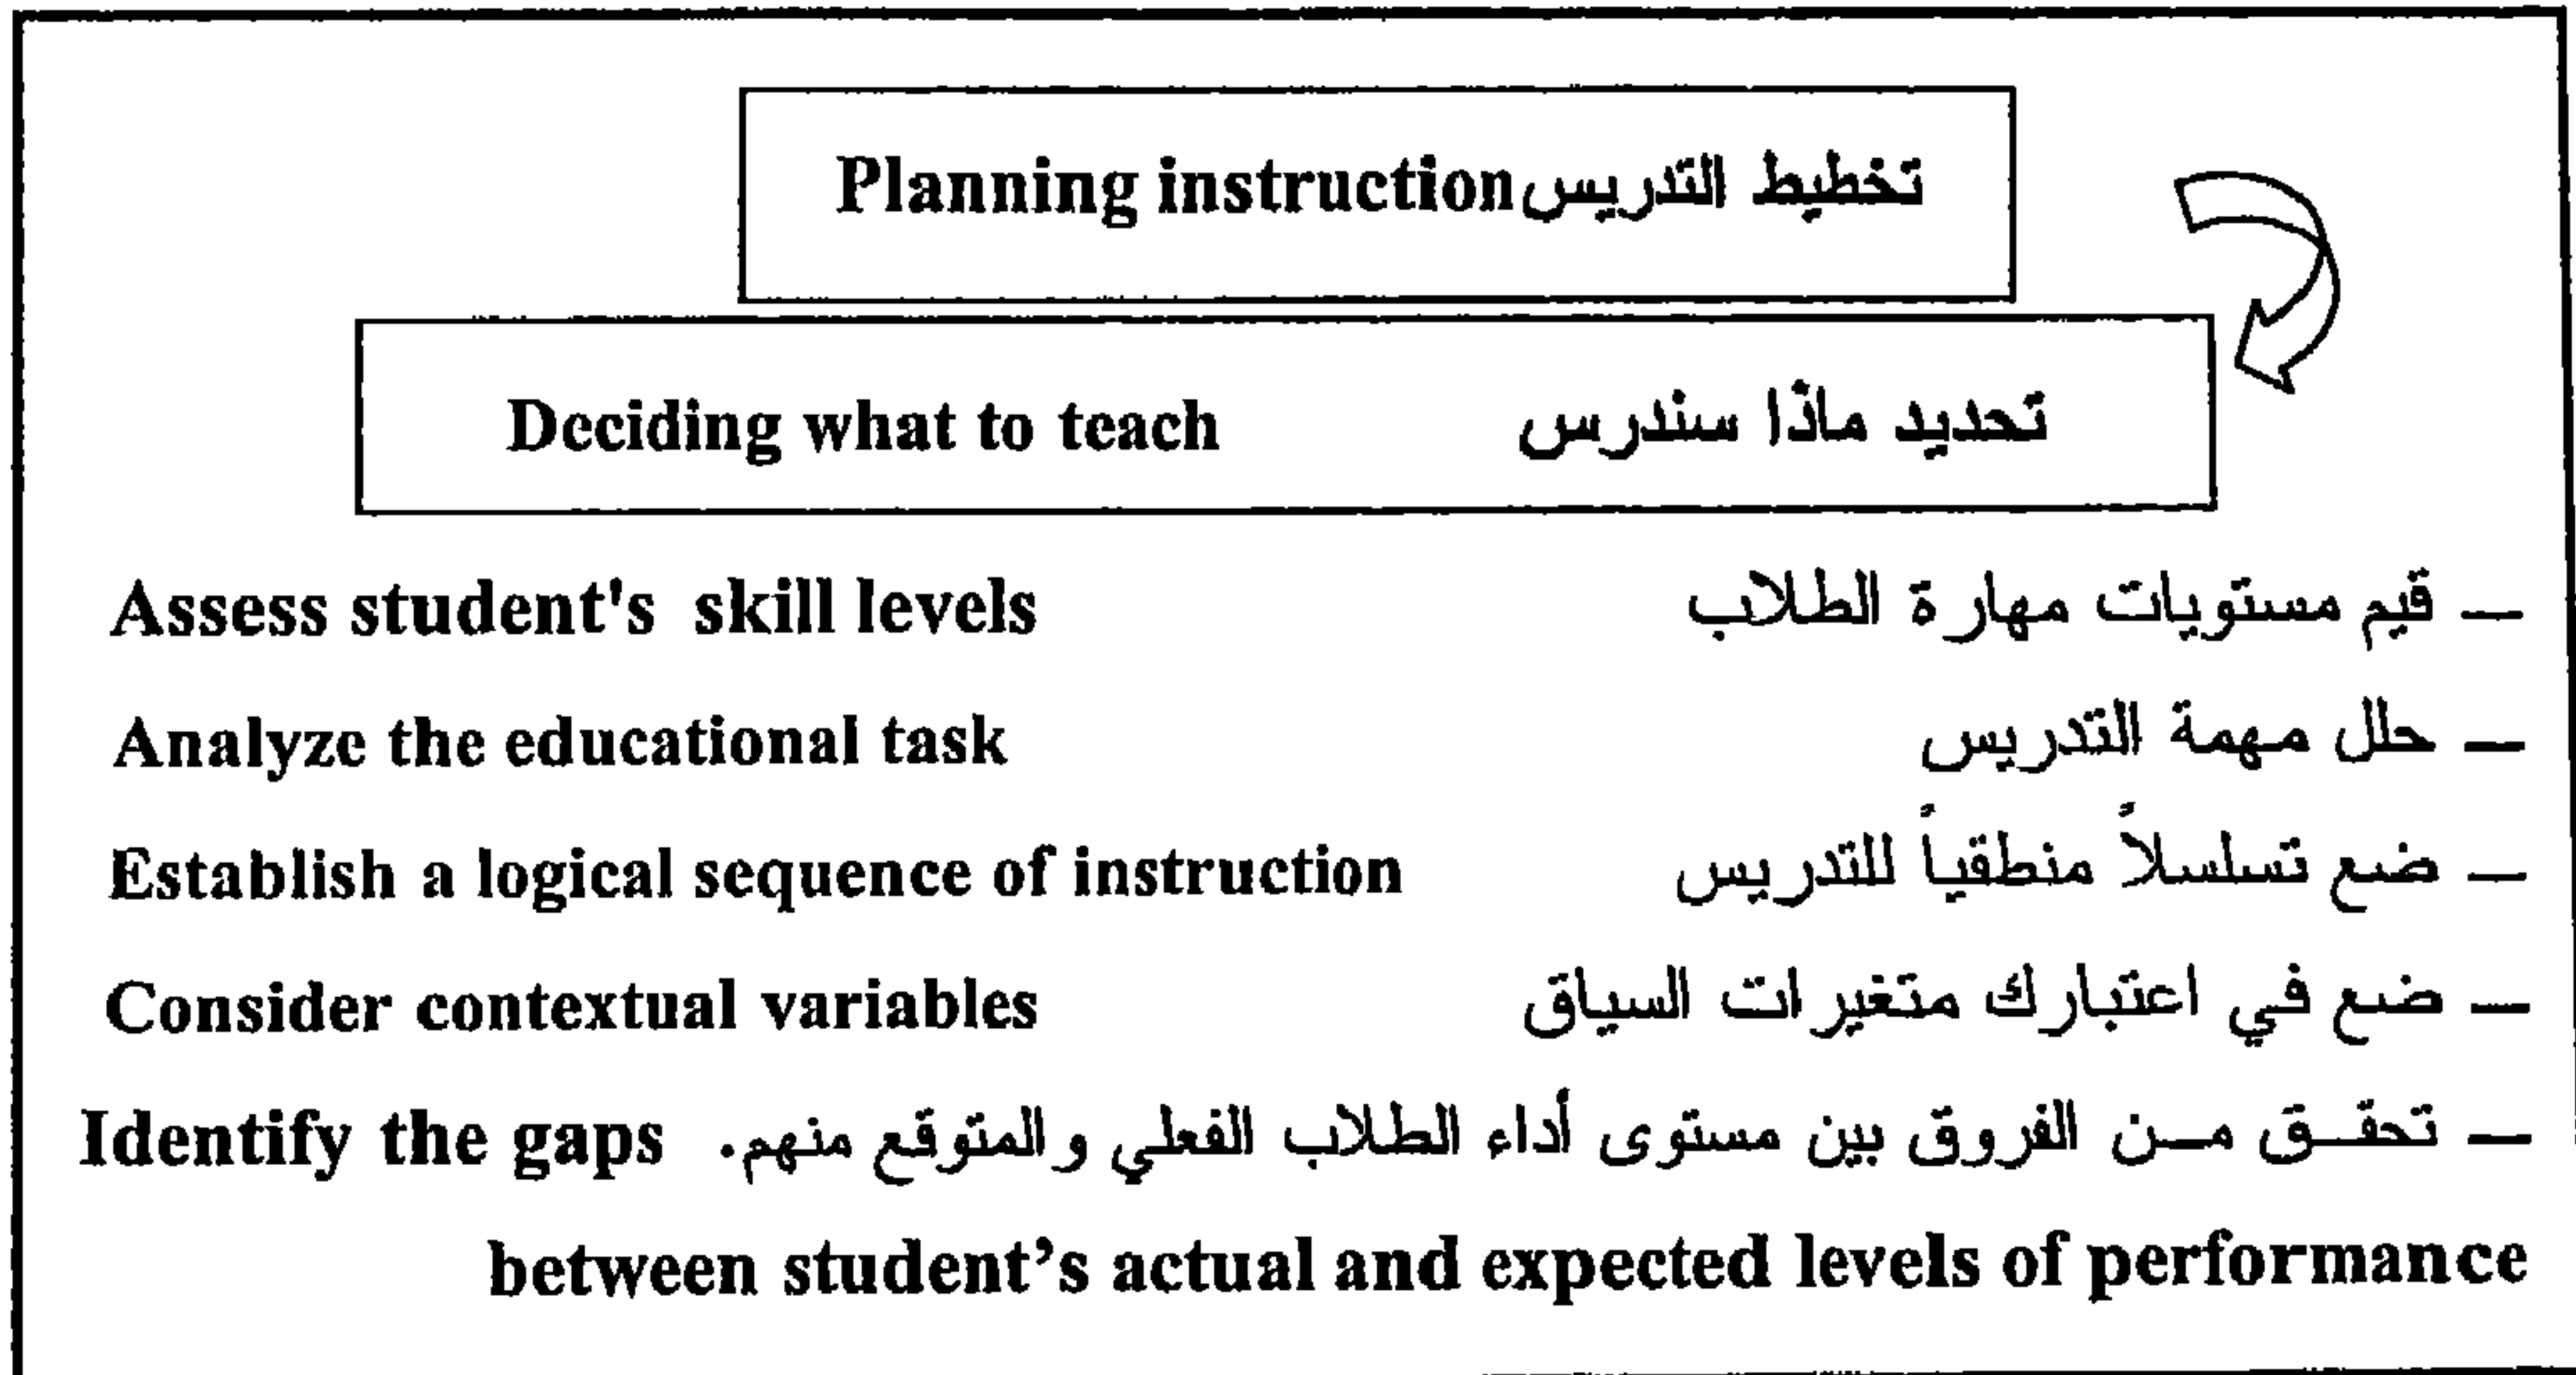 تخطيط التدريس Planning instruction
تحديد ماذا سندرس Deciding what to teach
– قيم مستويات مهارة الطلاب Assess student's skill levels
– حلل مهمة التدريس Analyze the educational task
– ضع تسلسلاً منطقياً للتدريس Establish a logical sequence of instruction
– ضع في اعتبارك متغيرات السياق Consider contextual variables
– تحقق من الفروق بين مستوى أداء الطلاب الفعلي والمتوقع منهم. Identify the gaps
between student’s actual and expected levels of performance